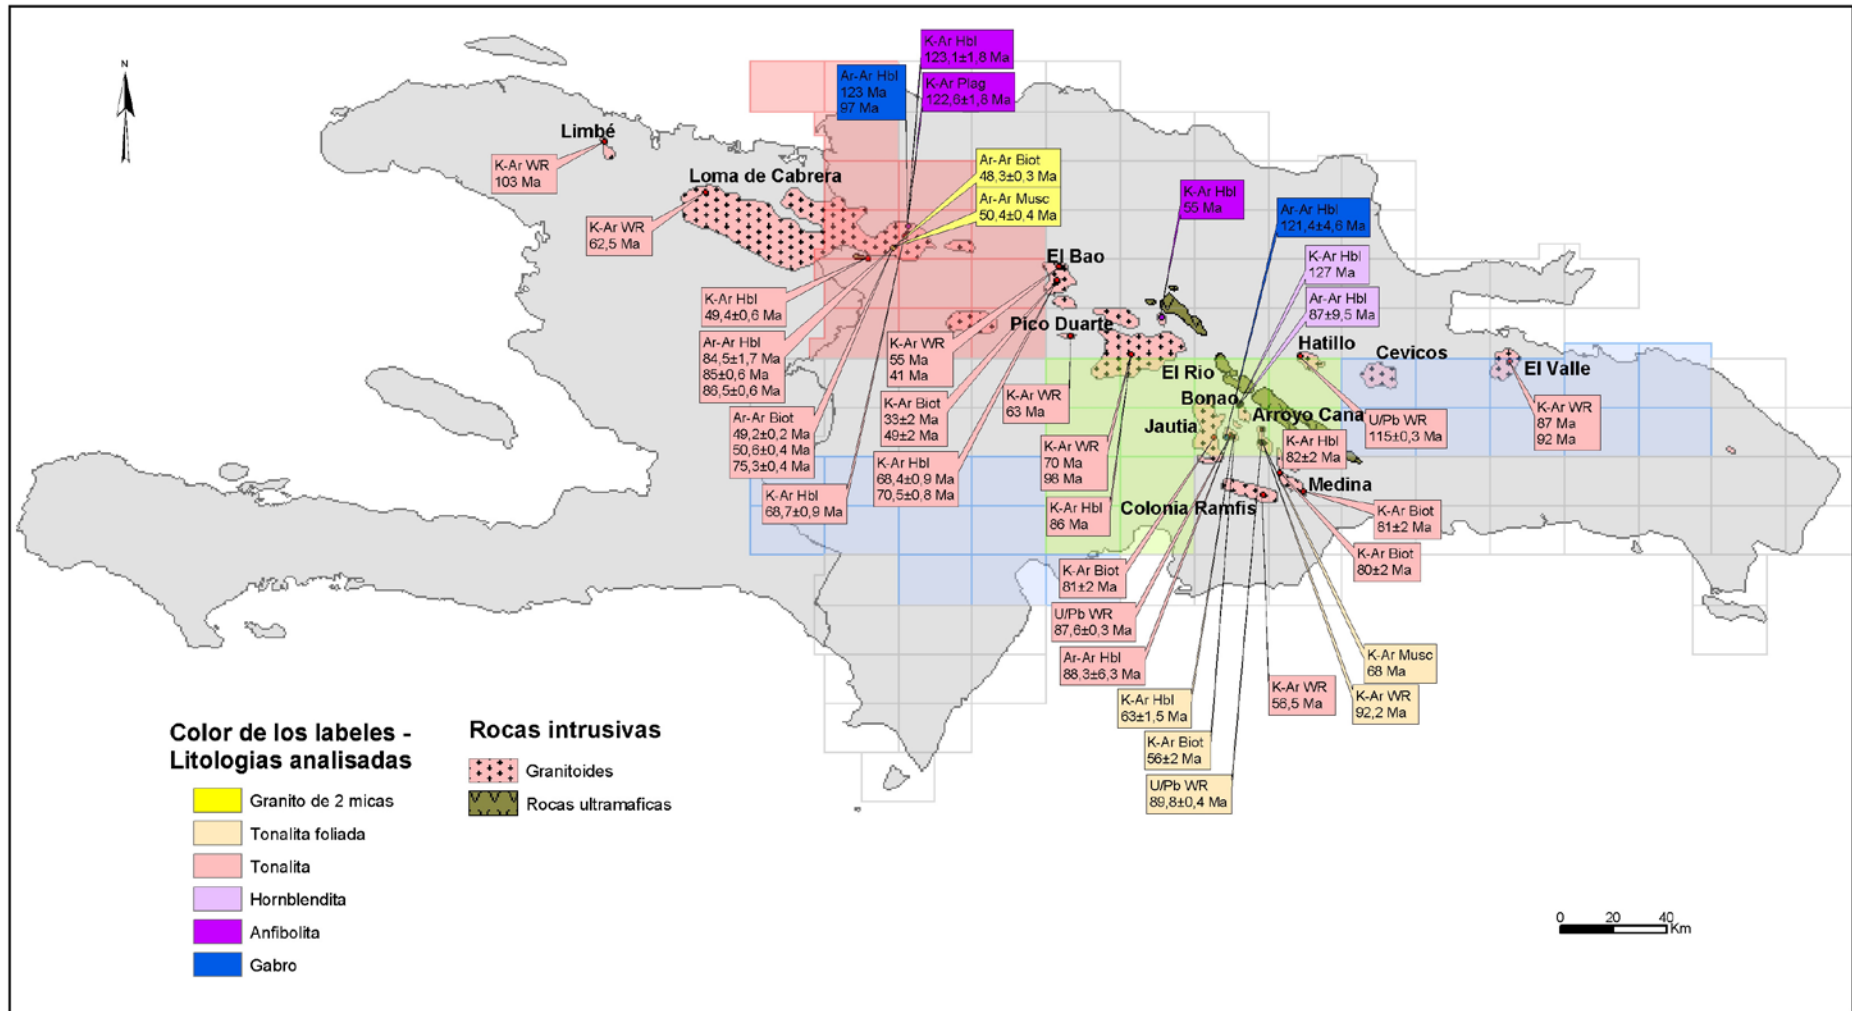 N
K-Ar Hbl
123,1±1,8 Ma
K-Ar Plag
122,6±1,8 Ma
Ar-Ar Hbl
123 Ma
97 Ma
Limbé
K-Ar WR
103 Ma
Loma de Cabrera
K-Ar WR
62,5 Ma
Ar-Ar Biot
48,3±0,3 Ma
Ar-Ar Musc
50,4±0,4 Ma
K-Ar Hbl
55 Ma
Ar-Ar Hbl
121,4±4,6 Ma
K-Ar Hbl
127 Ma
Ar-Ar Hbl
87±9,5 Ma
El Bao
Pico Duarte
El Rio
Bonao
Jautia
Arroyo Cana
Hatillo
Cevicos
El Valle
Medina
Colonia Ramfis
K-Ar Hbl
49,4±0,6 Ma
Ar-Ar Hbl
84,5±1,7 Ma
85±0,6 Ma
86,5±0,6 Ma
Ar-Ar Biot
49,2±0,2 Ma
50,6±0,4 Ma
75,3±0,4 Ma
K-Ar Hbl
68,7±0,9 Ma
K-Ar WR
55 Ma
41 Ma
K-Ar Biot
33±2 Ma
49±2 Ma
K-Ar Hbl
68,4±0,9 Ma
70,5±0,8 Ma
K-Ar WR
63 Ma
K-Ar WR
70 Ma
98 Ma
K-Ar Hbl
86 Ma
K-Ar Biot
81±2 Ma
U/Pb WR
87,6±0,3 Ma
Ar-Ar Hbl
88,3±6,3 Ma
K-Ar Hbl
63±1,5 Ma
K-Ar Biot
56±2 Ma
U/Pb WR
89,8±0,4 Ma
K-Ar WR
56,5 Ma
K-Ar Musc
68 Ma
K-Ar WR
92,2 Ma
K-Ar Hbl
82±2 Ma
U/Pb WR
115±0,3 Ma
K-Ar WR
87 Ma
92 Ma
K-Ar Biot
81±2 Ma
K-Ar Biot
80±2 Ma
Color de los labeles -
Litologias analisadas
Granito de 2 micas
Tonalita foliada
Tonalita
Hornblendita
Anfibolita
Gabro
Rocas intrusivas
Granitoides
Rocas ultramaficas
0 20 40
Km